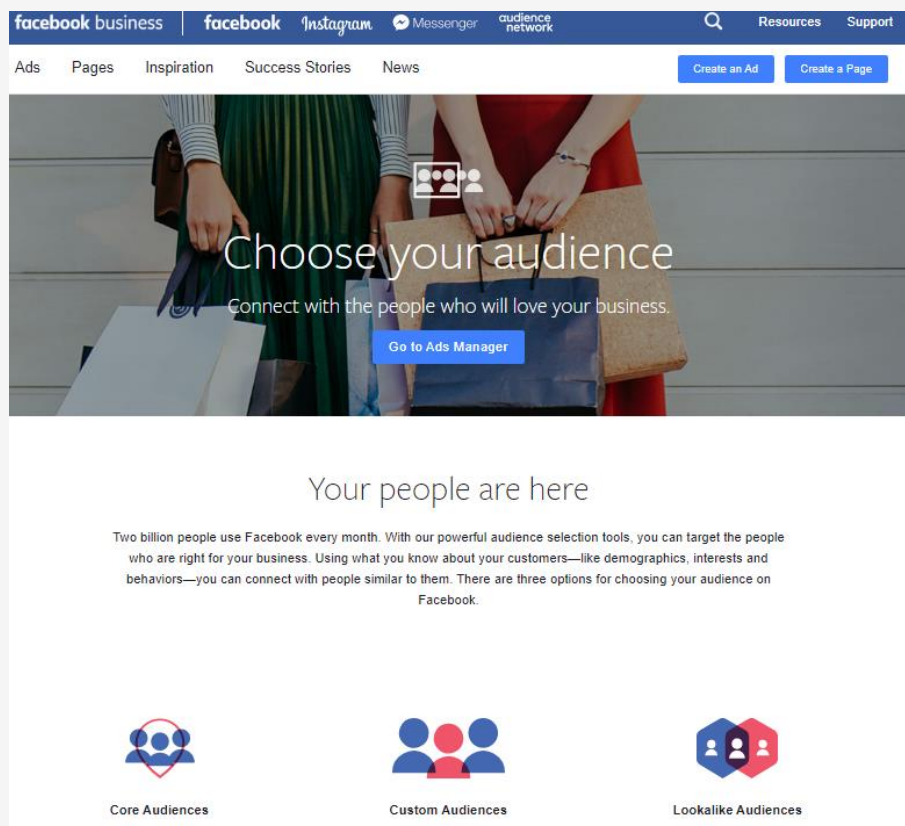 facebook business facebook Instagram Messenger audience network Resources Support
Ads Pages Inspiration Success Stories News Create an Ad Create a Page
Choose your audience
Connect with the people who will love your business.
Go to Ads Manager
Your people are here
Two billion people use Facebook every month. With our powerful audience selection tools, you can target the people
who are right for your business. Using what you know about your customers—like demographics, interests and
behaviors—you can connect with people similar to them. There are three options for choosing your audience on
Facebook.
Core Audiences Custom Audiences Lookalike Audiences